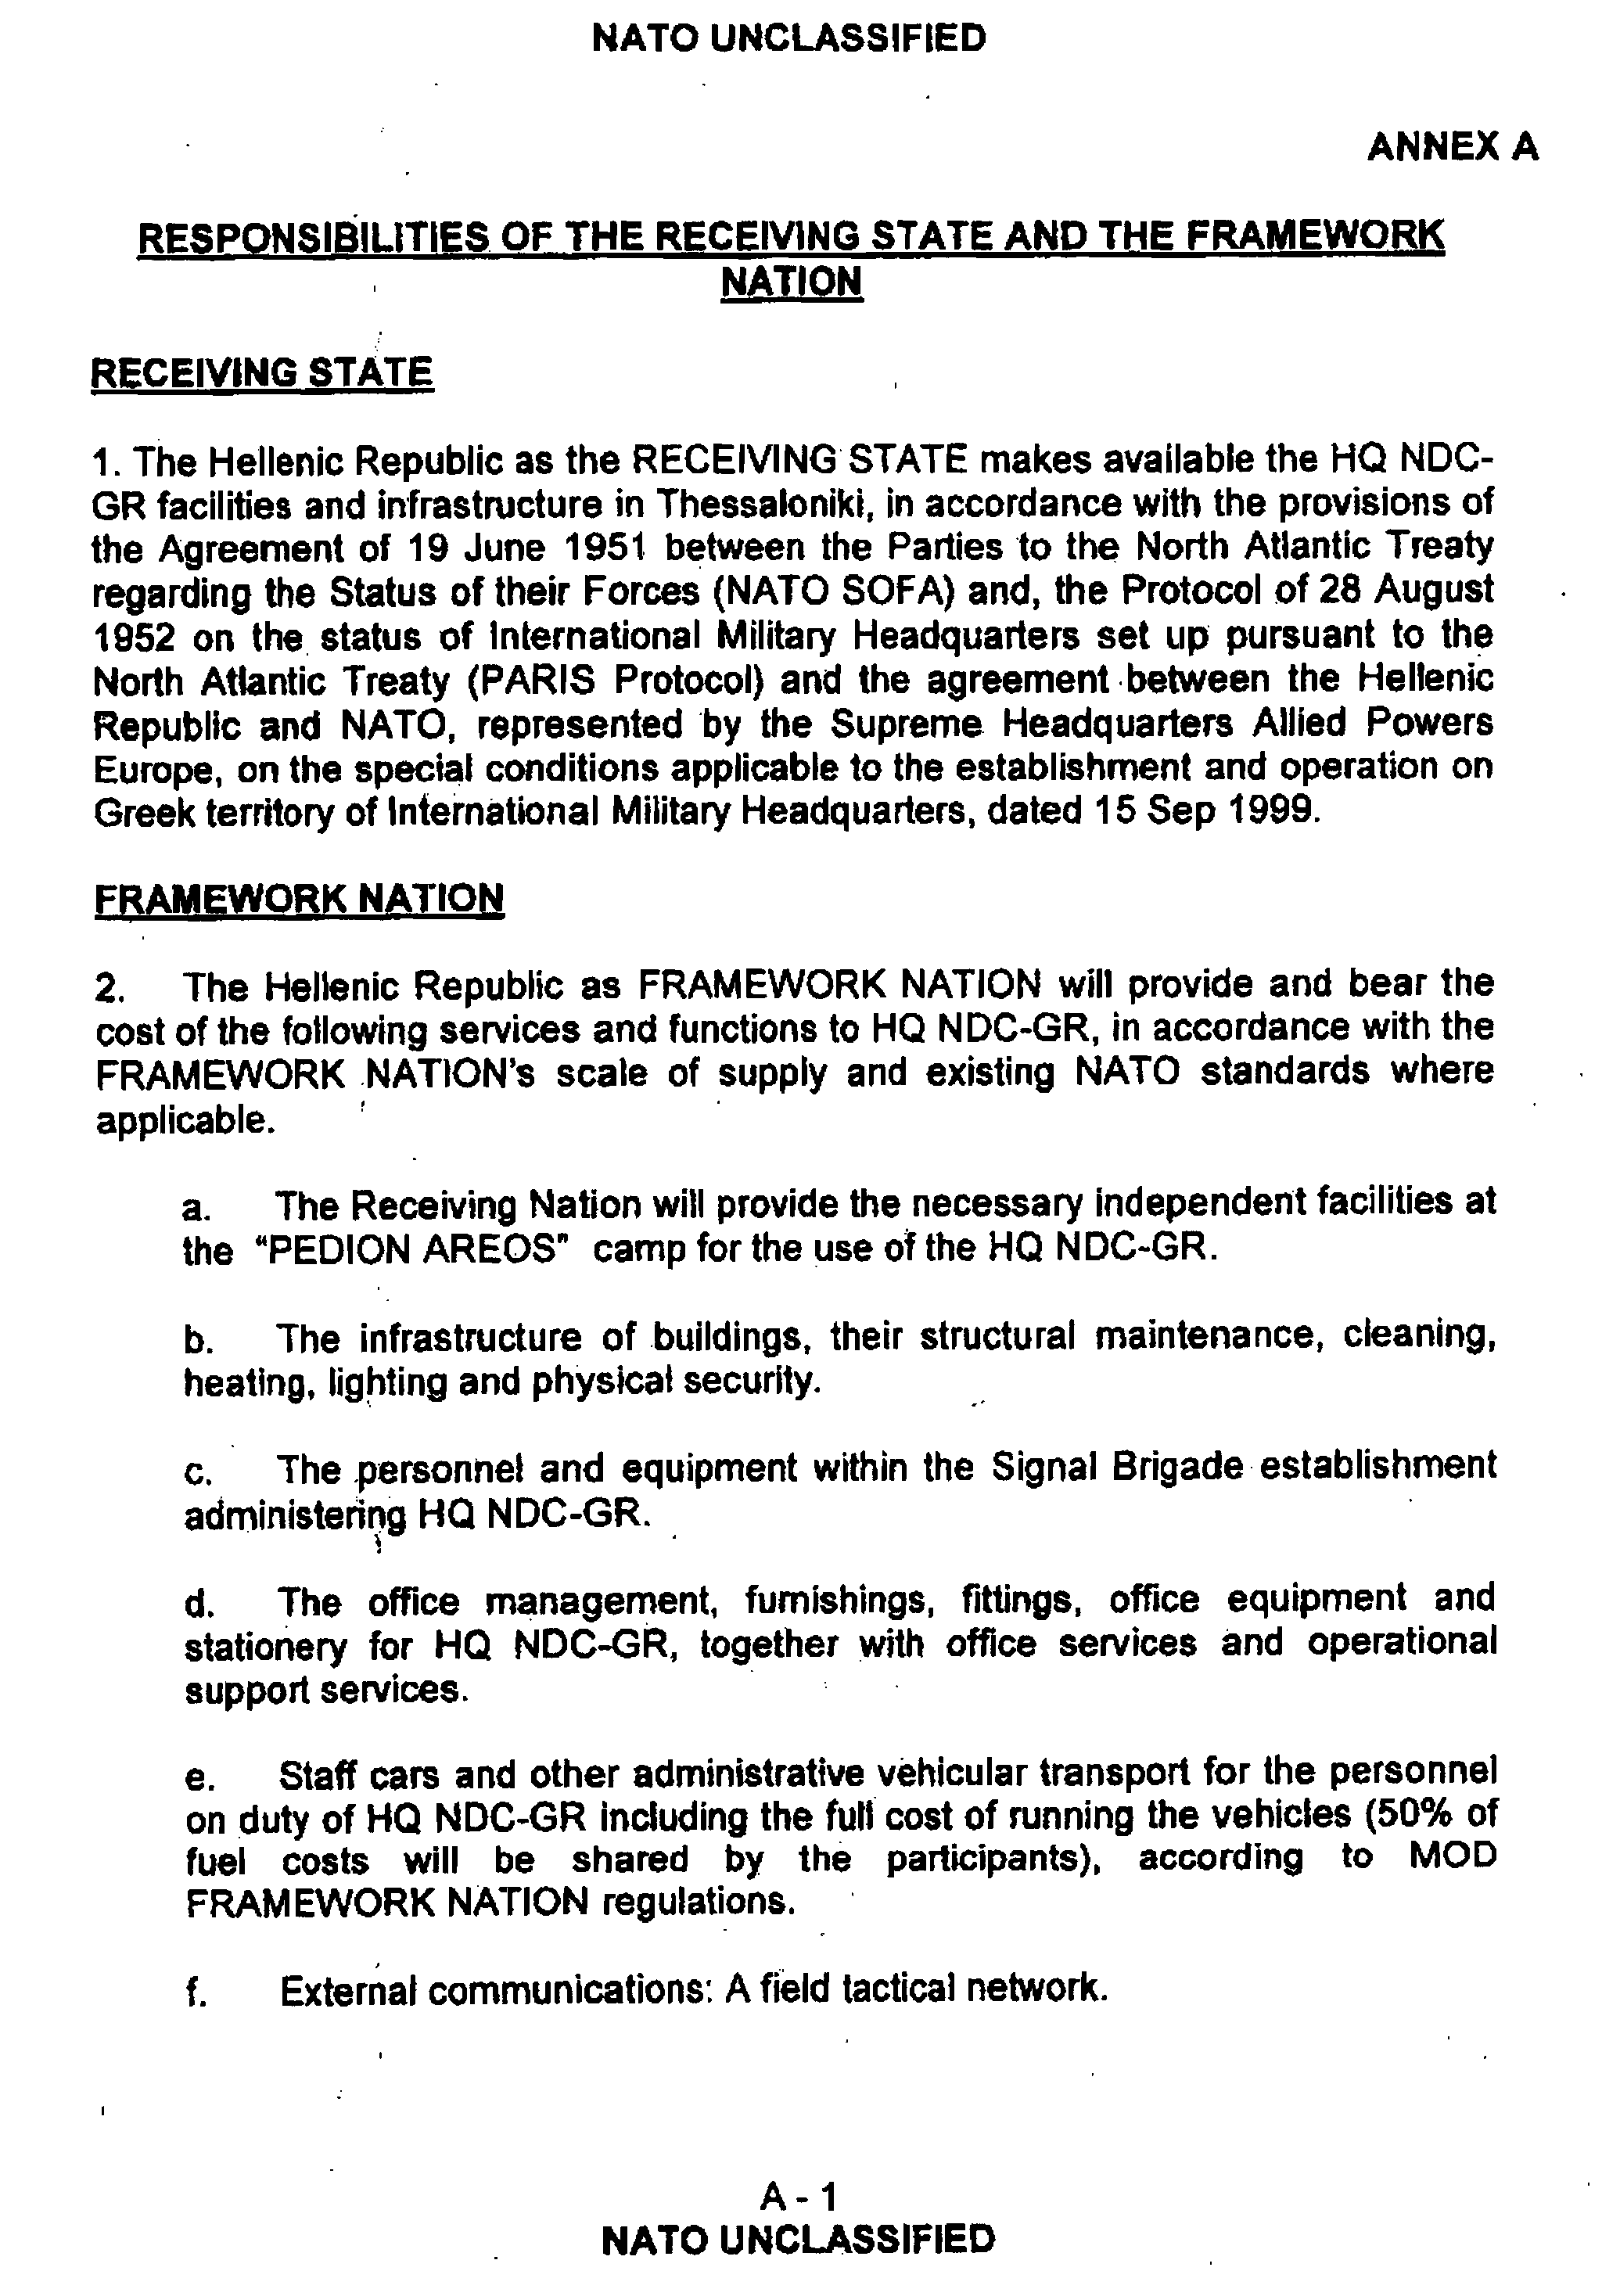 NATO UNCLASSIFIED
ANNEX A
RESPONSIBILITIES OF THE RECEIVING STATE AND THE FRAMEWORK
NATION
RECEIVING STATE
1. The Hellenic Republic as the RECEIVING STATE makes available the HQ NDC-
GR facilities and infrastructure in Thessaloniki, in accordance with the provisions of
the Agreement of 19 June 1951 between the Parties to the North Atlantic Treaty
regarding the Status of their Forces (NATO SOFA) and, the Protocol of 28 August
1952 on the status of International Military Headquarters set up pursuant to the
North Atlantic Treaty (PARIS Protocol) and the agreement between the Hellenic
Republic and NATO, represented by the Supreme Headquarters Allied Powers
Europe, on the special conditions applicable to the establishment and operation on
Greek territory of International Military Headquarters, dated 15 Sep 1999.
FRAMEWORK NATION
2. The Hellenic Republic as FRAMEWORK NATION will provide and bear the
cost of the following services and functions to HQ NDC-GR, in accordance with the
FRAMEWORK NATION's scale of supply and existing NATO standards where
applicable.
a. The Receiving Nation will provide the necessary independent facilities at
the "PEDION AREOS" camp for the use of the HQ NDC-GR.
b. The infrastructure of buildings, their structural maintenance, cleaning,
heating, lighting and physical security.
c. The personnel and equipment within the Signal Brigade establishment
administering HQ NDC-GR.
d. The office management, furnishings, fittings, office equipment and
stationery for HQ NDC-GR, together with office services and operational
support services.
e. Staff cars and other administrative vehicular transport for the personnel
on duty of HQ NDC-GR including the full cost of running the vehicles (50% of
fuel costs will be shared by the participants), according to MOD
FRAMEWORK NATION regulations.
f. External communications: A field tactical network.
A - 1
NATO UNCLASSIFIED